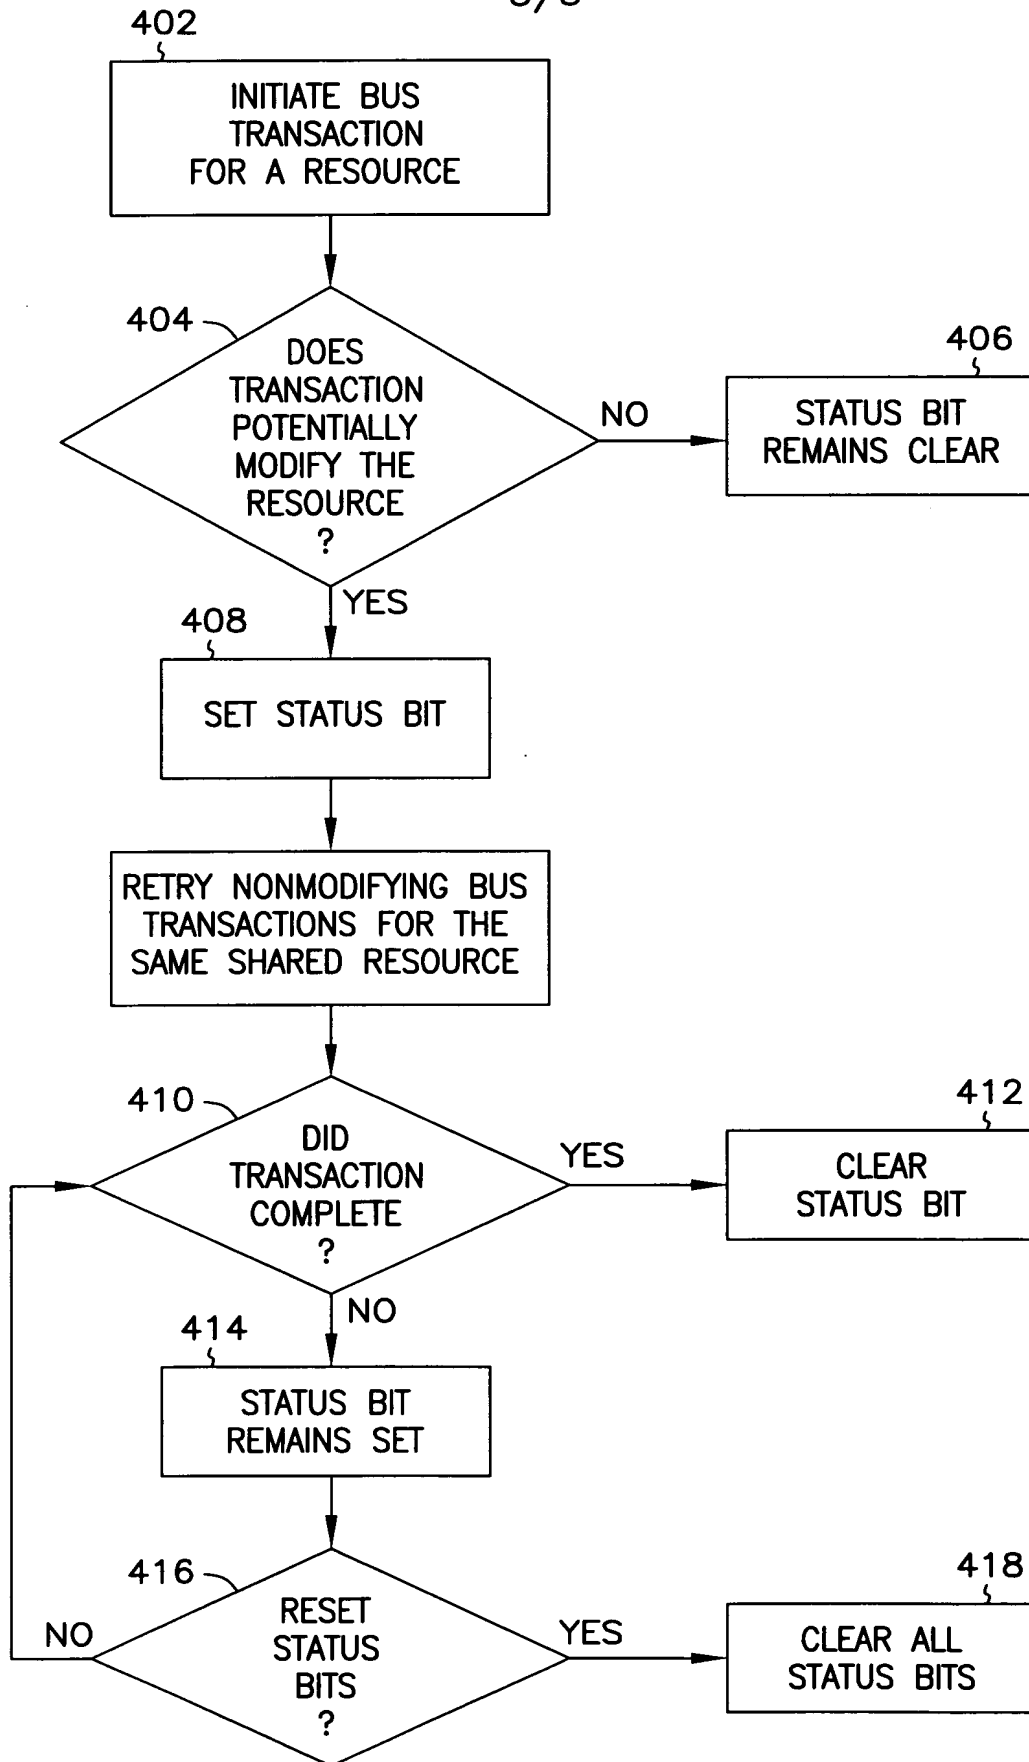 402
INITIATE BUS
TRANSACTION
FOR A RESOURCE
404
DOES
TRANSACTION
POTENTIALLY
MODIFY THE
RESOURCE
?
NO
406
STATUS BIT
REMAINS CLEAR
YES
408
SET STATUS BIT
RETRY NONMODIFYING BUS
TRANSACTIONS FOR THE
SAME SHARED RESOURCE
410
DID
TRANSACTION
COMPLETE
?
YES
412
CLEAR
STATUS BIT
NO
414
STATUS BIT
REMAINS SET
416
RESET
STATUS
BITS
?
NO
YES
418
CLEAR ALL
STATUS BITS